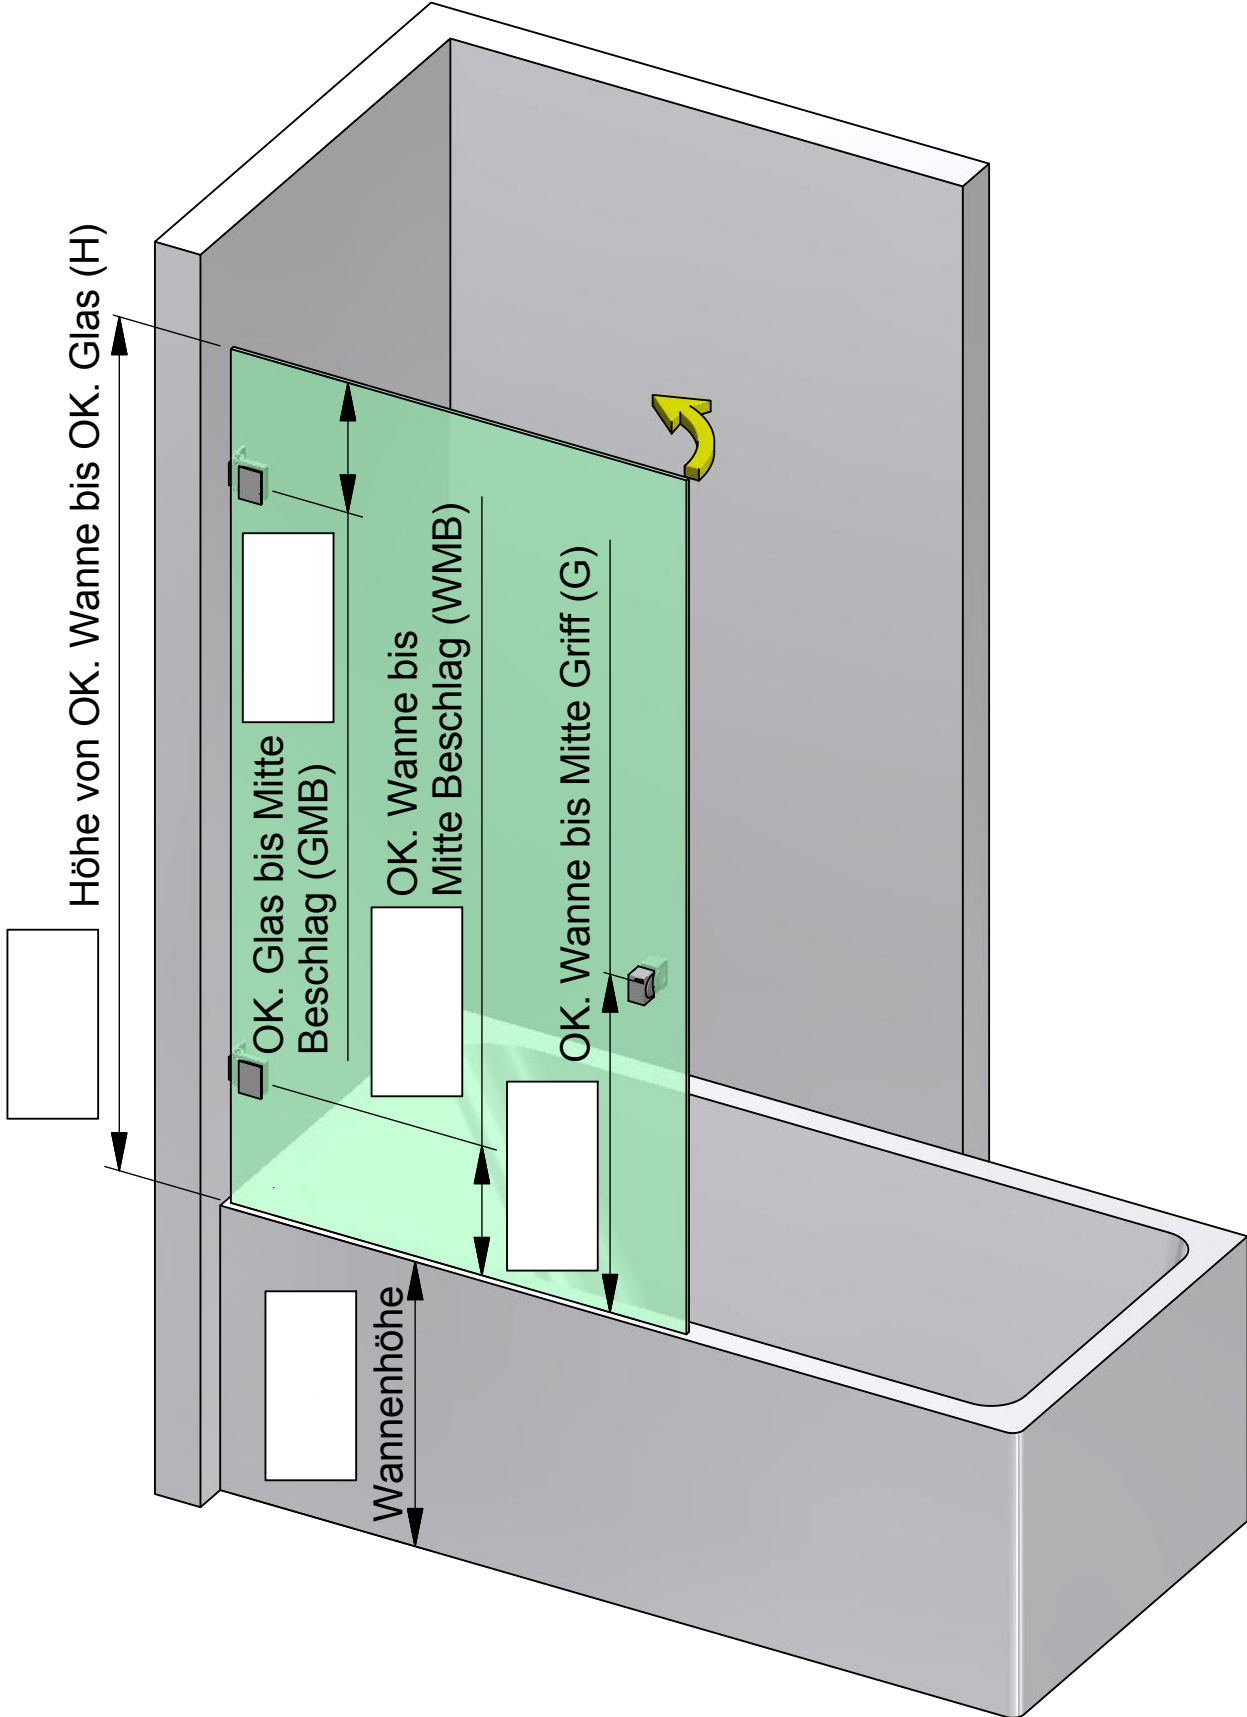 Höhe von OK. Wanne bis OK. Glas (H)
OK. Glas bis Mitte
Beschlag (GMB)
OK. Wanne bis
Mitte Beschlag (WMB)
OK. Wanne bis Mitte Griff (G)
Wannenhöhe